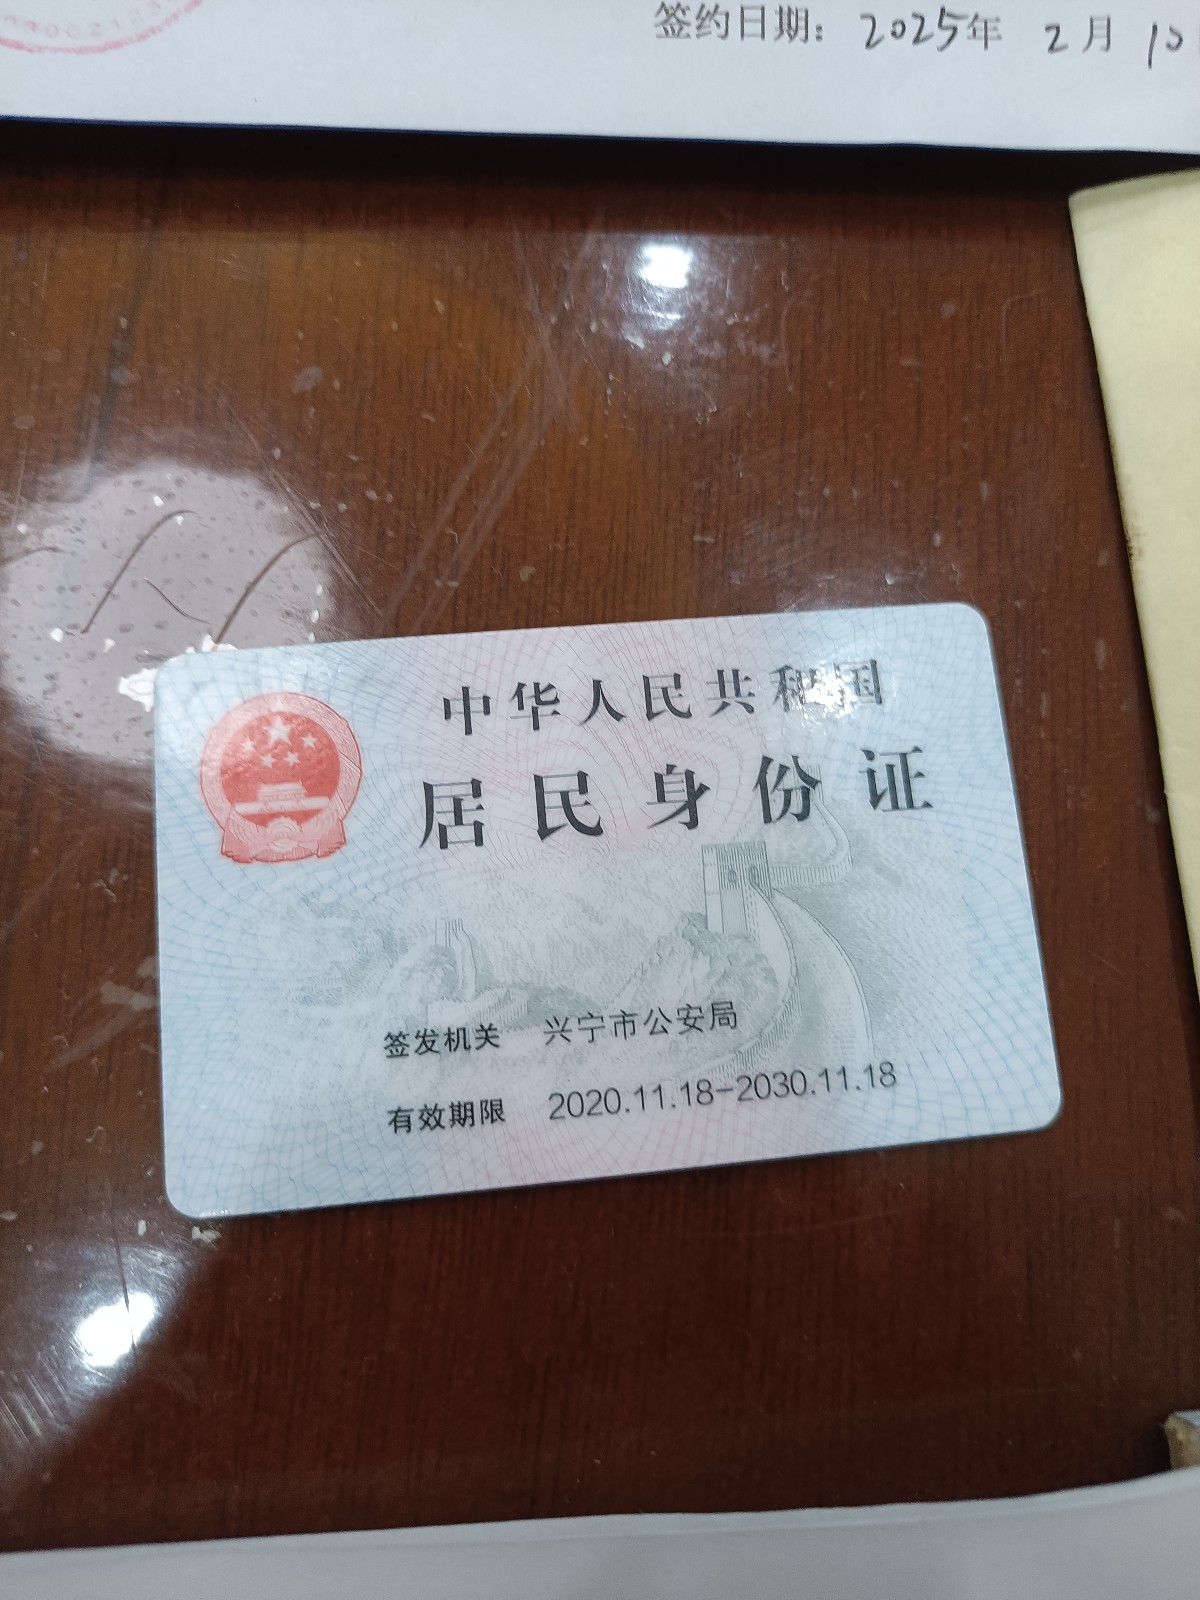 签约日期：2025年 2月 10
中华人民共和国
居民身份证
签发机关 兴宁市公安局
有效期限 2020.11.18-2030.11.18